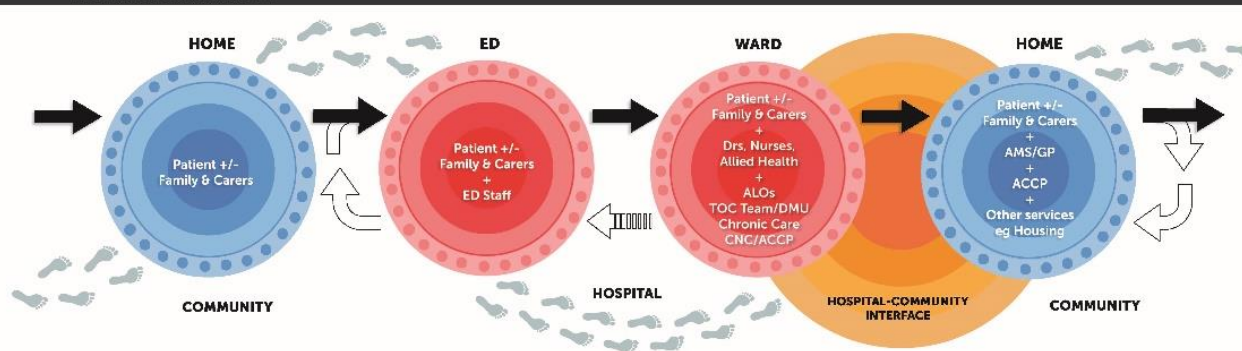 HOME
ED
WARD
HOME
Patient +/-
Family & Carers
Patient +/-
Family & Carers
+
ED Staff
Patient +/-
Family & Carers
+
Drs, Nurses,
Allied Health
+
ALOs
TOC Team/DMU
Chronic Care
CNC/ACCP
Patient +/-
Family & Carers
+
AMS/GP
+
ACCP
+
Other services
eg Housing
COMMUNITY
HOSPITAL
HOSPITAL-COMMUNITY
INTERFACE
COMMUNITY